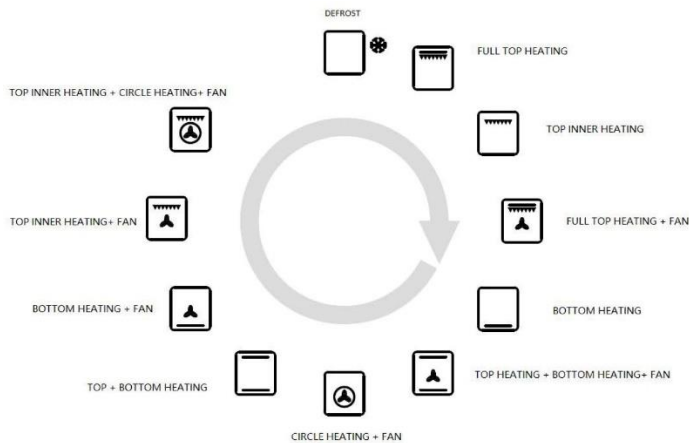 DEFROST
FULL TOP HEATING
TOP INNER HEATING
FULL TOP HEATING + FAN
BOTTOM HEATING
TOP HEATING + BOTTOM HEATING+ FAN
CIRCLE HEATING + FAN
TOP + BOTTOM HEATING
BOTTOM HEATING + FAN
TOP INNER HEATING+ FAN
TOP INNER HEATING + CIRCLE HEATING+ FAN